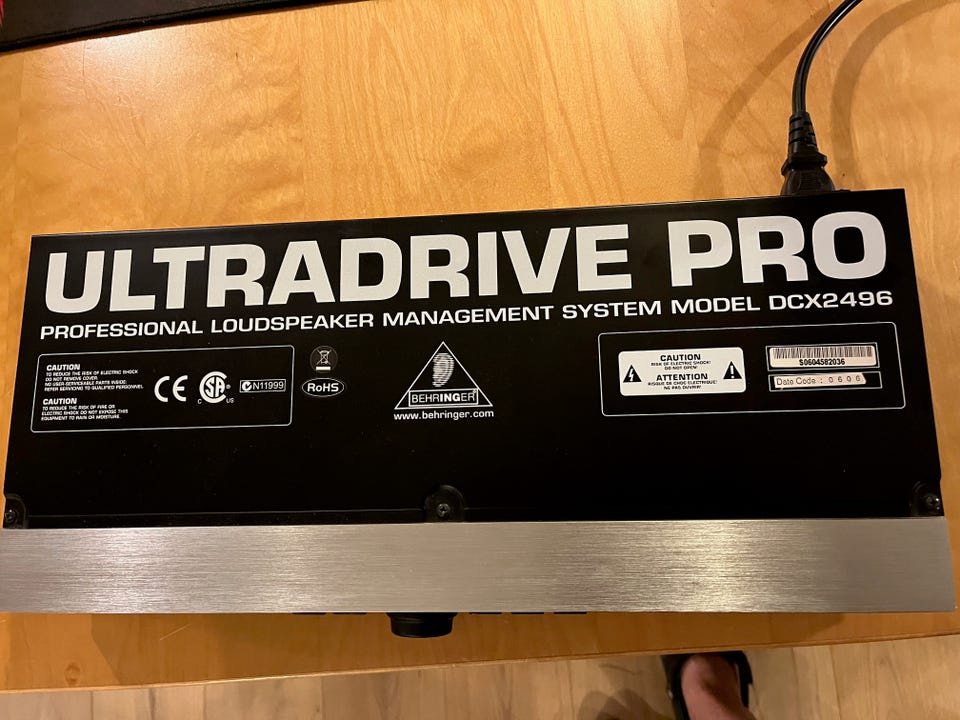 ULTRADRIVE PRO
PROFESSIONAL LOUDSPEAKER MANAGEMENT SYSTEM MODEL DCX2496
CAUTION
TO REDUCE THE RISK OF ELECTRIC SHOCK
DO NOT REMOVE COVER.
NO USER-SERVICEABLE PARTS INSIDE.
REFER SERVICING TO QUALIFIED PERSONNEL
CAUTION
TO REDUCE THE RISK OF FIRE OR
ELECTRIC SHOCK DO NOT EXPOSE THIS
EQUIPMENT TO RAIN OR MOISTURE.
CE
C SA ® US
N11999
RoHS
BEHRINGER
www.behringer.com
CAUTION
RISK OF ELECTRIC SHOCK!
DO NOT OPEN!
ATTENTION
RISQUE DE CHOC ELECTRIQUE!
NE PAS OUVRIR!
S0604582036
Date Code : 0606